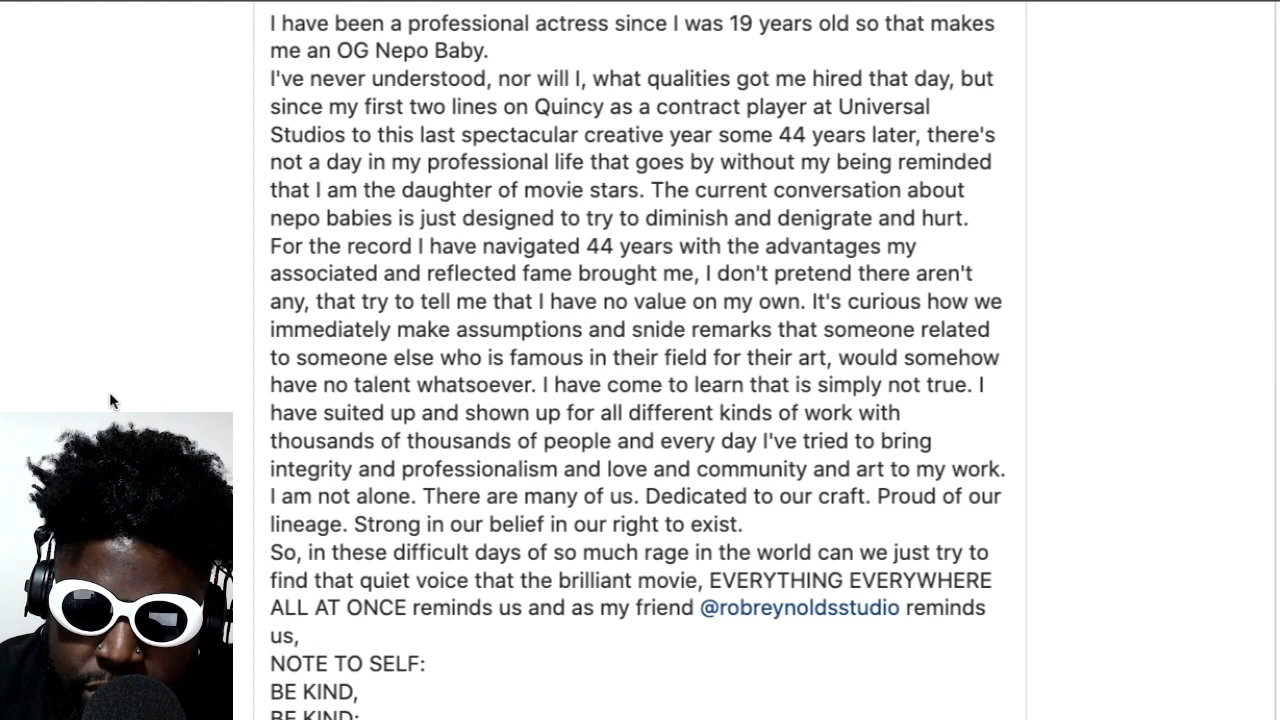 I have been a professional actress since I was 19 years old so that makes
me an OG Nepo Baby.
I've never understood, nor will I, what qualities got me hired that day, but
since my first two lines on Quincy as a contract player at Universal
Studios to this last spectacular creative year some 44 years later, there's
not a day in my professional life that goes by without my being reminded
that I am the daughter of movie stars. The current conversation about
nepo babies is just designed to try to diminish and denigrate and hurt.
For the record I have navigated 44 years with the advantages my
associated and reflected fame brought me, I don't pretend there aren't
any, that try to tell me that I have no value on my own. It's curious how we
immediately make assumptions and snide remarks that someone related
to someone else who is famous in their field for their art, would somehow
have no talent whatsoever. I have come to learn that is simply not true. I
have suited up and shown up for all different kinds of work with
thousands of thousands of people and every day I've tried to bring
integrity and professionalism and love and community and art to my work.
I am not alone. There are many of us. Dedicated to our craft. Proud of our
lineage. Strong in our belief in our right to exist.
So, in these difficult days of so much rage in the world can we just try to
find that quiet voice that the brilliant movie, EVERYTHING EVERYWHERE
ALL AT ONCE reminds us and as my friend @robreynoldsstudio reminds
us,
NOTE TO SELF:
BE KIND,
BE KIND;